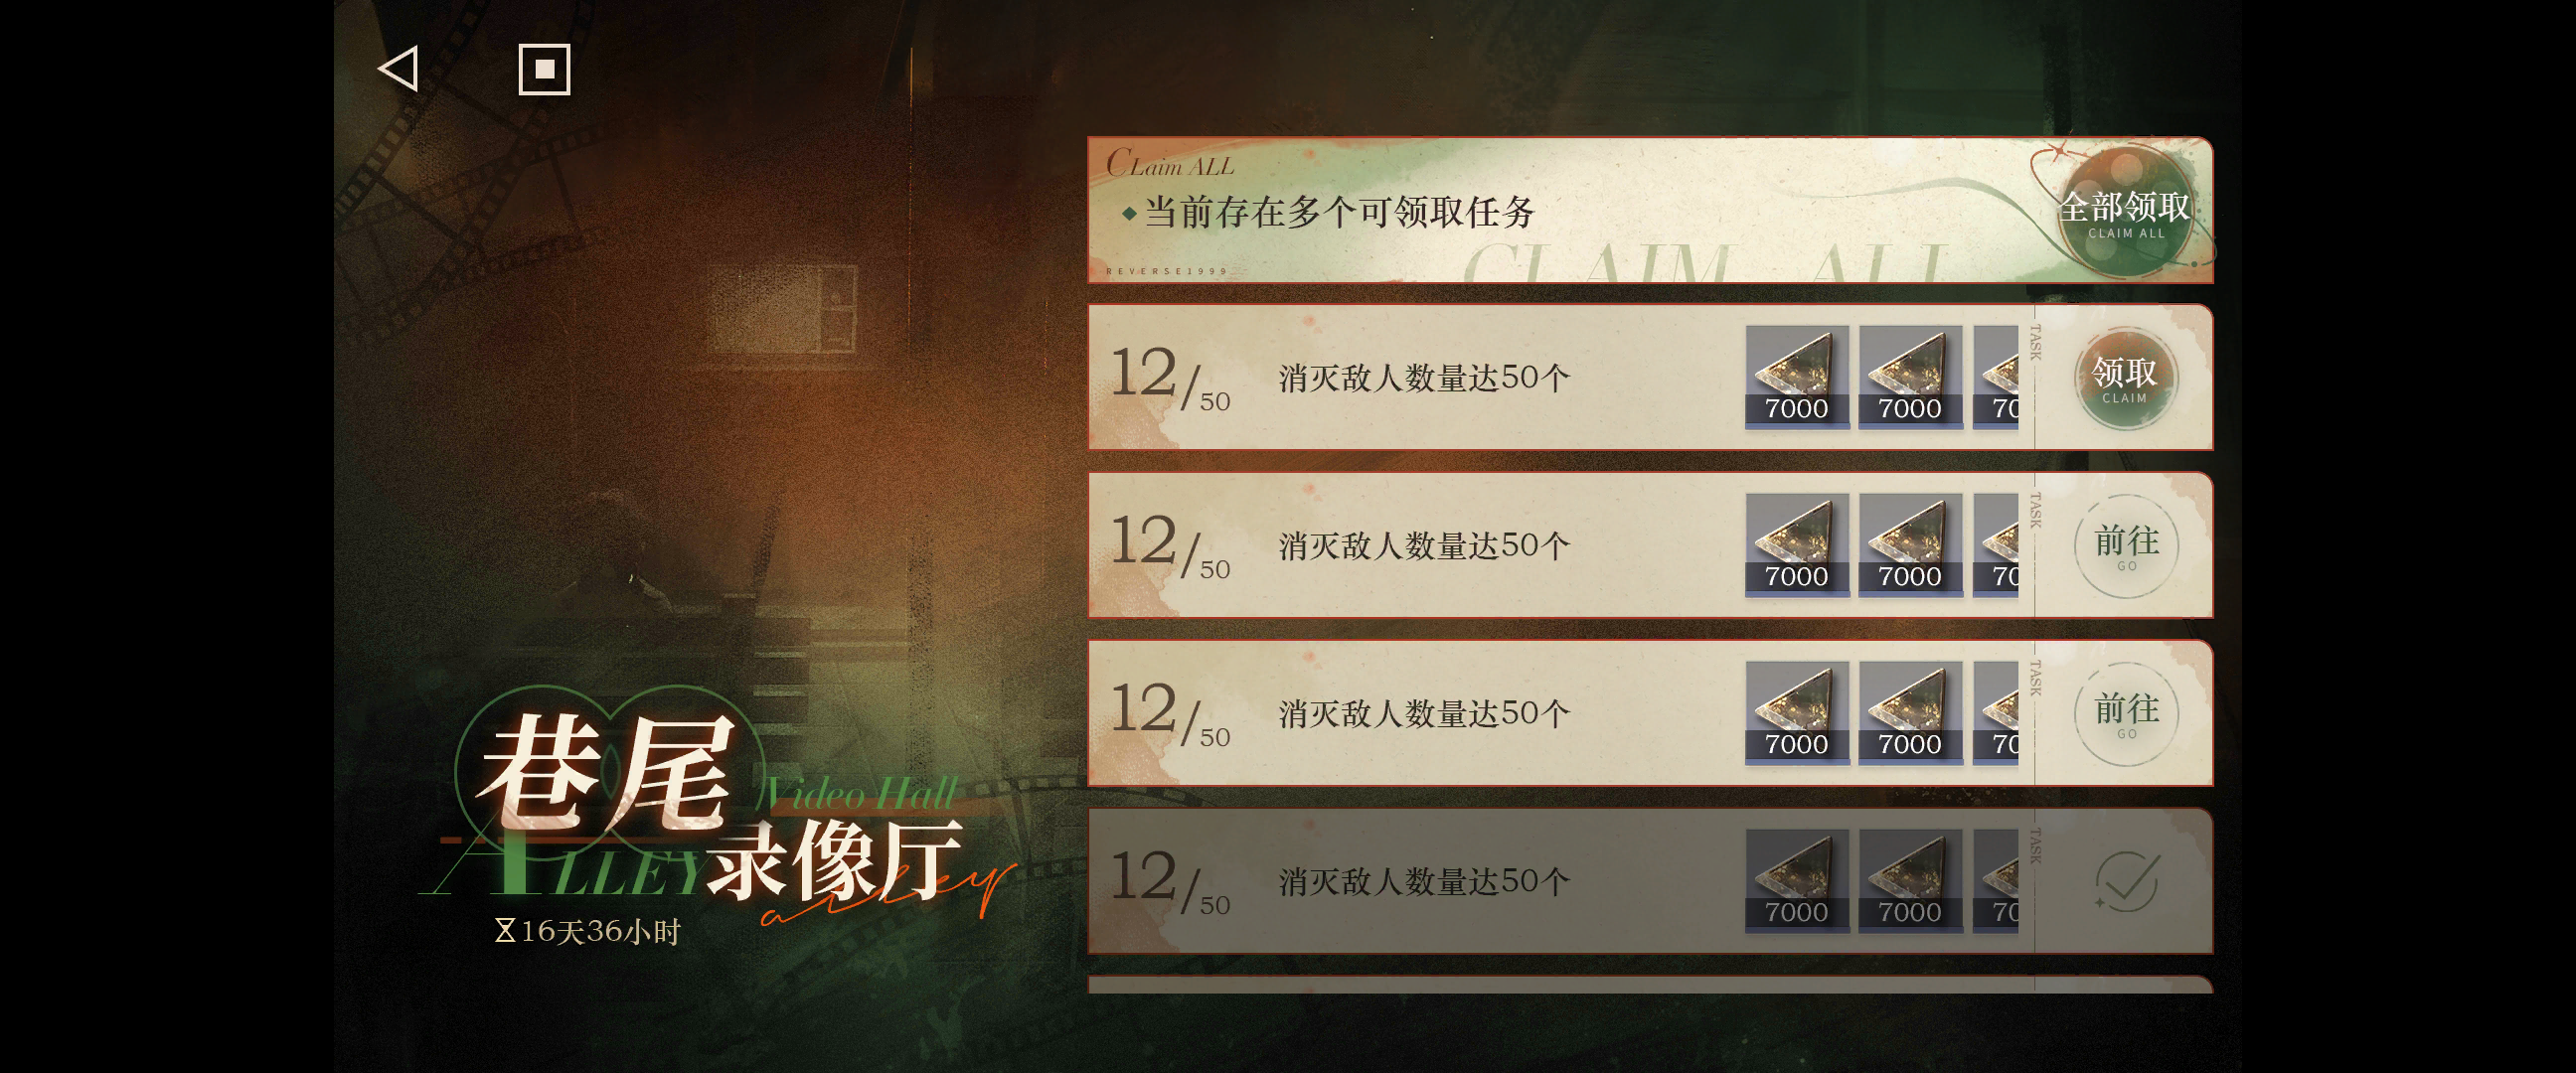 CLaim ALL
当前存在多个可领取任务
全部领取
CLAIM ALL
CLAIM ALL
REVERSE1999
12/50
消灭敌人数量达50个
7000
7000
70
TASK
领取
CLAIM
12/50
消灭敌人数量达50个
7000
7000
70
TASK
前往
GO
12/50
消灭敌人数量达50个
7000
7000
70
TASK
前往
GO
12/50
消灭敌人数量达50个
7000
7000
70
TASK
巷尾
Video Hall
ALLEY
录像厅
alley
16天36小时